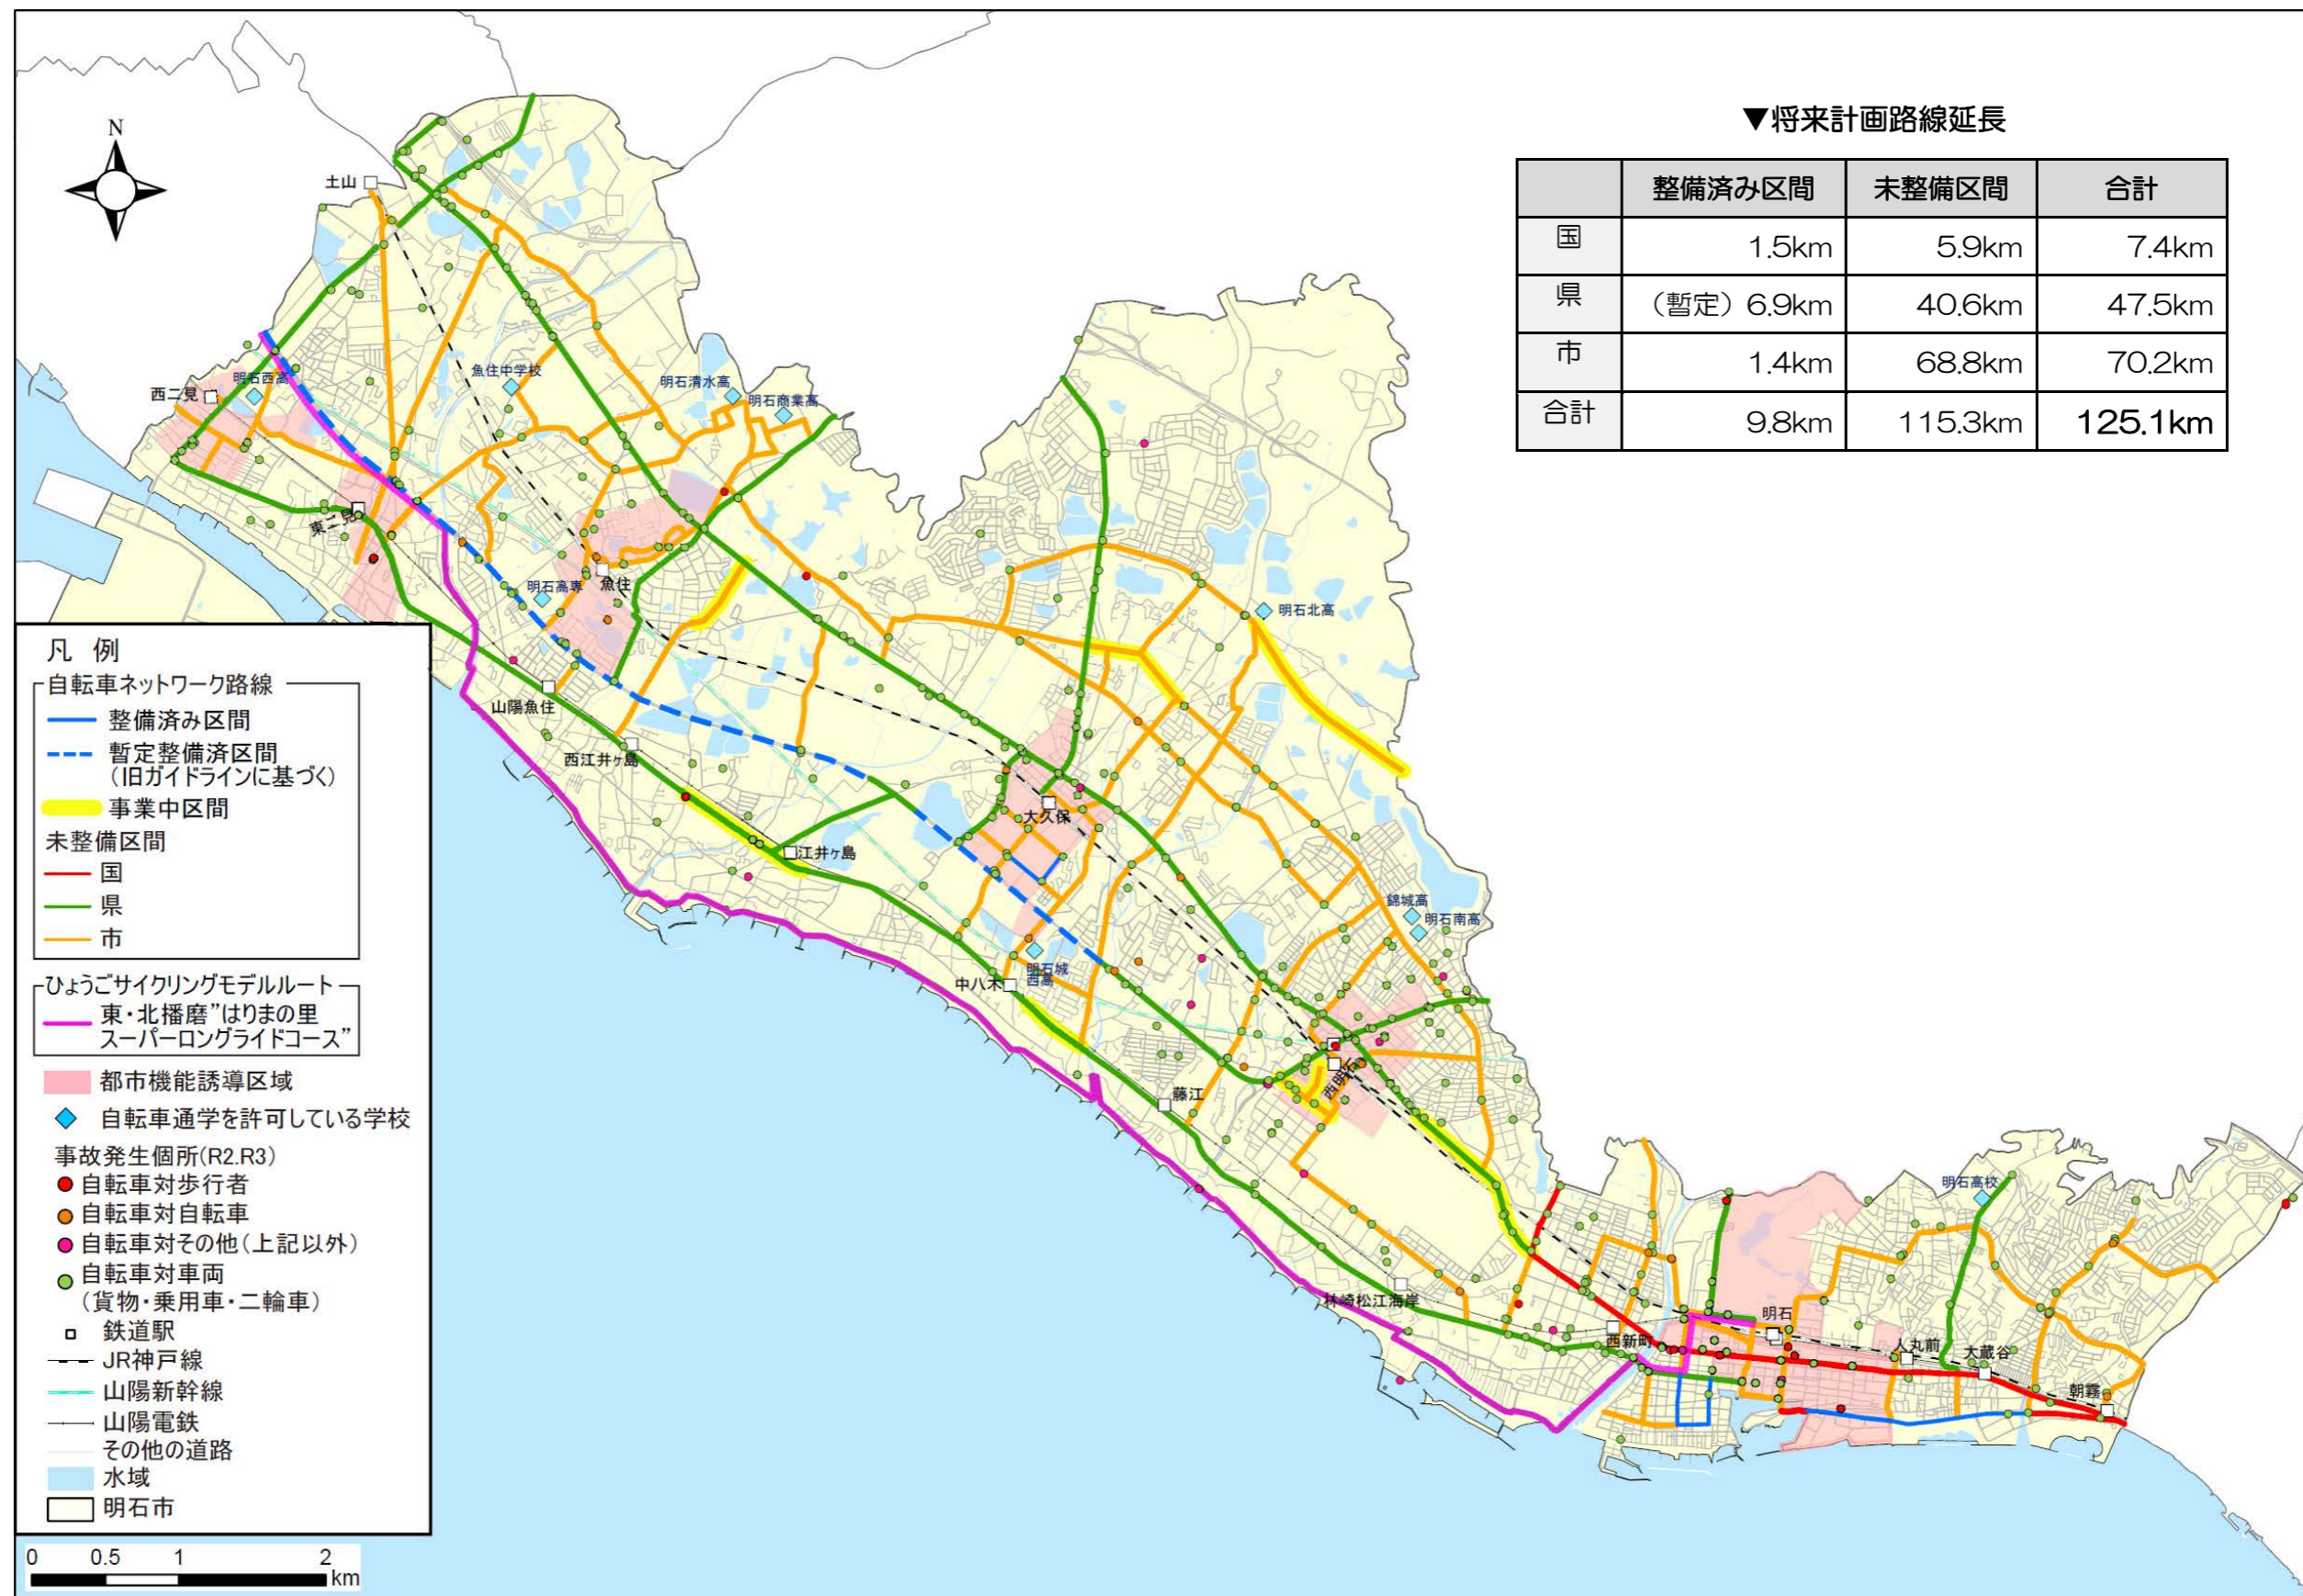 ▼将来計画路線延長
整備済み区間 未整備区間 合計
国 1.5km 5.9km 7.4km
県 （暫定）6.9km 40.6km 47.5km
市 1.4km 68.8km 70.2km
合計 9.8km 115.3km 125.1km
N
土山
西二見
明石西高
魚住中学校
明石清水高
明石商業高
東二見
明石高専
魚住
明石北高
山陽魚住
西江井ヶ島
大久保
江井ヶ島
錦城高
明石南高
中八木
明石城
西高
西明石
藤江
明石高校
林崎松江海岸
西新町
明石
人丸前
大蔵谷
朝霧
凡 例
自転車ネットワーク路線
整備済み区間
暫定整備済区間
（旧ガイドラインに基づく）
事業中区間
未整備区間
国
県
市
ひょうごサイクリングモデルルート
東・北播磨”はりまの里
スーパーロングライドコース”
都市機能誘導区域
自転車通学を許可している学校
事故発生個所(R2.R3)
自転車対歩行者
自転車対自転車
自転車対その他（上記以外）
自転車対車両
（貨物・乗用車・二輪車）
鉄道駅
JR神戸線
山陽新幹線
山陽電鉄
その他の道路
水域
明石市
0 0.5 1 2
km